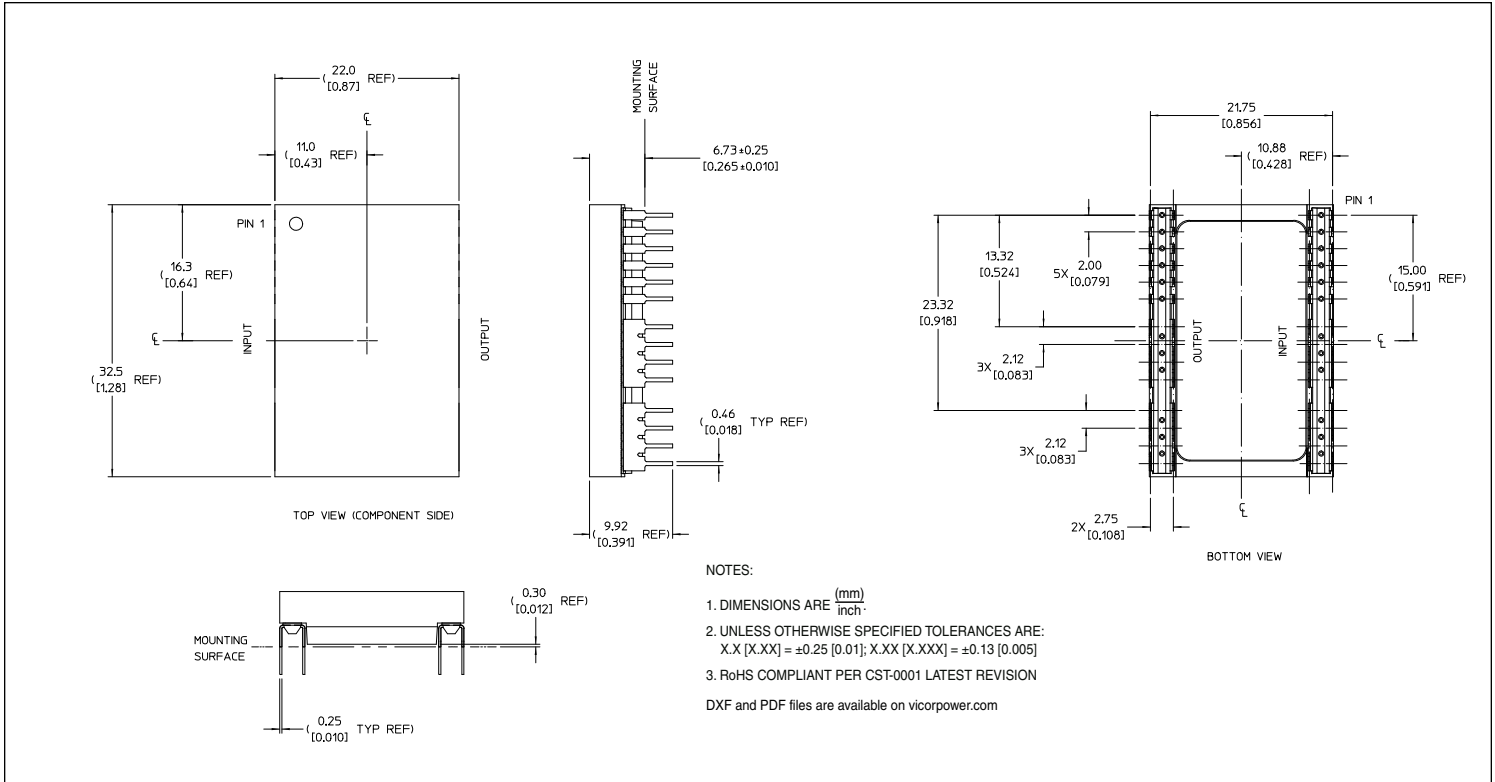 22.0
( [0.87] REF)
℄
11.0
( [0.43] REF)
PIN 1
16.3
( [0.64] REF)
℄
INPUT
OUTPUT
32.5
( [1.28] REF)
TOP VIEW (COMPONENT SIDE)
MOUNTING
SURFACE
6.73±0.25
[0.265±0.010]
0.46
( [0.018] TYP REF)
9.92
( [0.391] REF)
21.75
[0.856]
10.88
( [0.428] REF)
PIN 1
13.32
[0.524]
5X 2.00
[0.079]
15.00
( [0.591] REF)
23.32
[0.918]
OUTPUT
INPUT
℄
3X 2.12
[0.083]
3X 2.12
[0.083]
2X 2.75
[0.108]
℄
BOTTOM VIEW
0.30
( [0.012] REF)
MOUNTING
SURFACE
0.25
( [0.010] TYP REF)
NOTES:
1. DIMENSIONS ARE (mm)
inch.
2. UNLESS OTHERWISE SPECIFIED TOLERANCES ARE:
X.X [X.XX] = ±0.25 [0.01]; X.XX [X.XXX] = ±0.13 [0.005]
3. RoHS COMPLIANT PER CST-0001 LATEST REVISION
DXF and PDF files are available on vicorpower.com